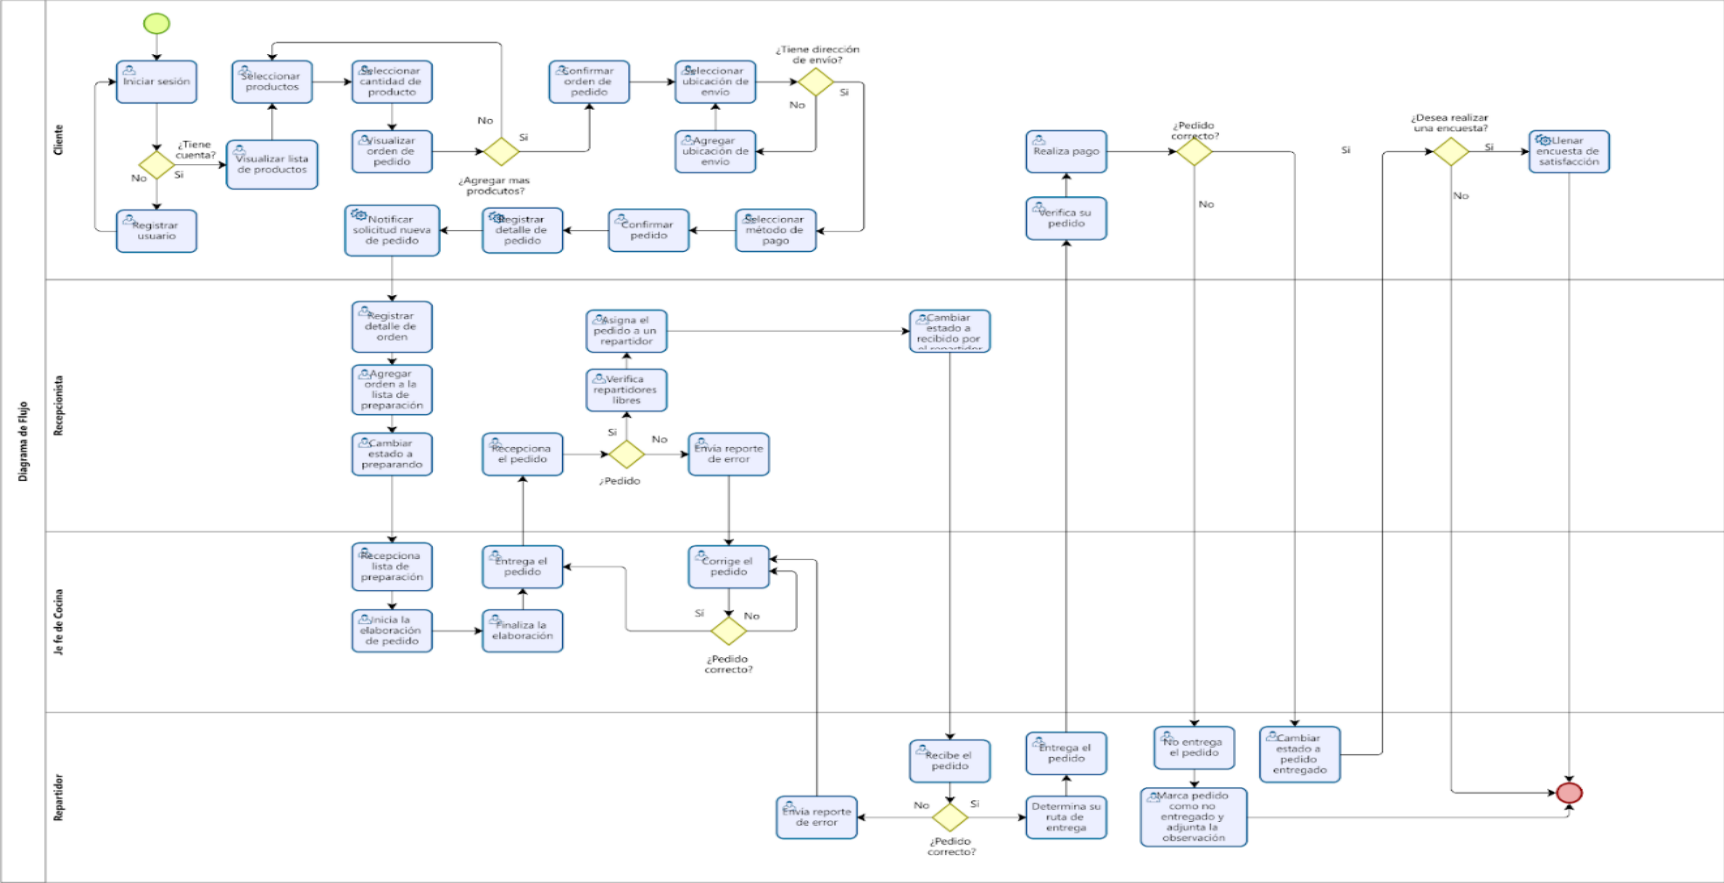 Diagrama de Flujo
Cliente
Iniciar sesión
¿Tiene
cuenta?
No
Si
Registrar
usuario
Visualizar lista
de productos
Seleccionar
productos
Seleccionar
cantidad de
producto
Visualizar
orden de
pedido
No
Si
¿Agregar mas
prodcutos?
Confirmar
orden de
pedido
Seleccionar
ubicación de
envío
¿Tiene dirección
de envío?
No
Si
Agregar
ubicación de
envío
Seleccionar
método de
pago
Confirmar
pedido
Registrar
detalle de
pedido
Notificar
solicitud nueva
de pedido
Realiza pago
Verifica su
pedido
¿Pedido
correcto?
No
Si
¿Desea realizar
una encuesta?
Si
No
Llenar
encuesta de
satisfacción
Recepcionista
Registrar
detalle de
orden
Agregar
orden a la
lista de
preparación
Cambiar
estado a
preparando
Recepciona
el pedido
Si
No
¿Pedido
Verifica
repartidores
libres
Asigna el
pedido a un
repartidor
Envía reporte
de error
Cambiar
estado a
recibido por
el repartidor
Je fe de Cocina
Recepciona
lista de
preparación
Inicia la
elaboración
de pedido
Finaliza la
elaboración
Entrega el
pedido
Corrige el
pedido
Si
No
¿Pedido
correcto?
Repartidor
Envía reporte
de error
Recibe el
pedido
No
Si
¿Pedido
correcto?
Determina su
ruta de
entrega
Entrega el
pedido
No entrega
el pedido
Marca pedido
como no
entregado y
adjunta la
observación
Cambiar
estado a
pedido
entregado